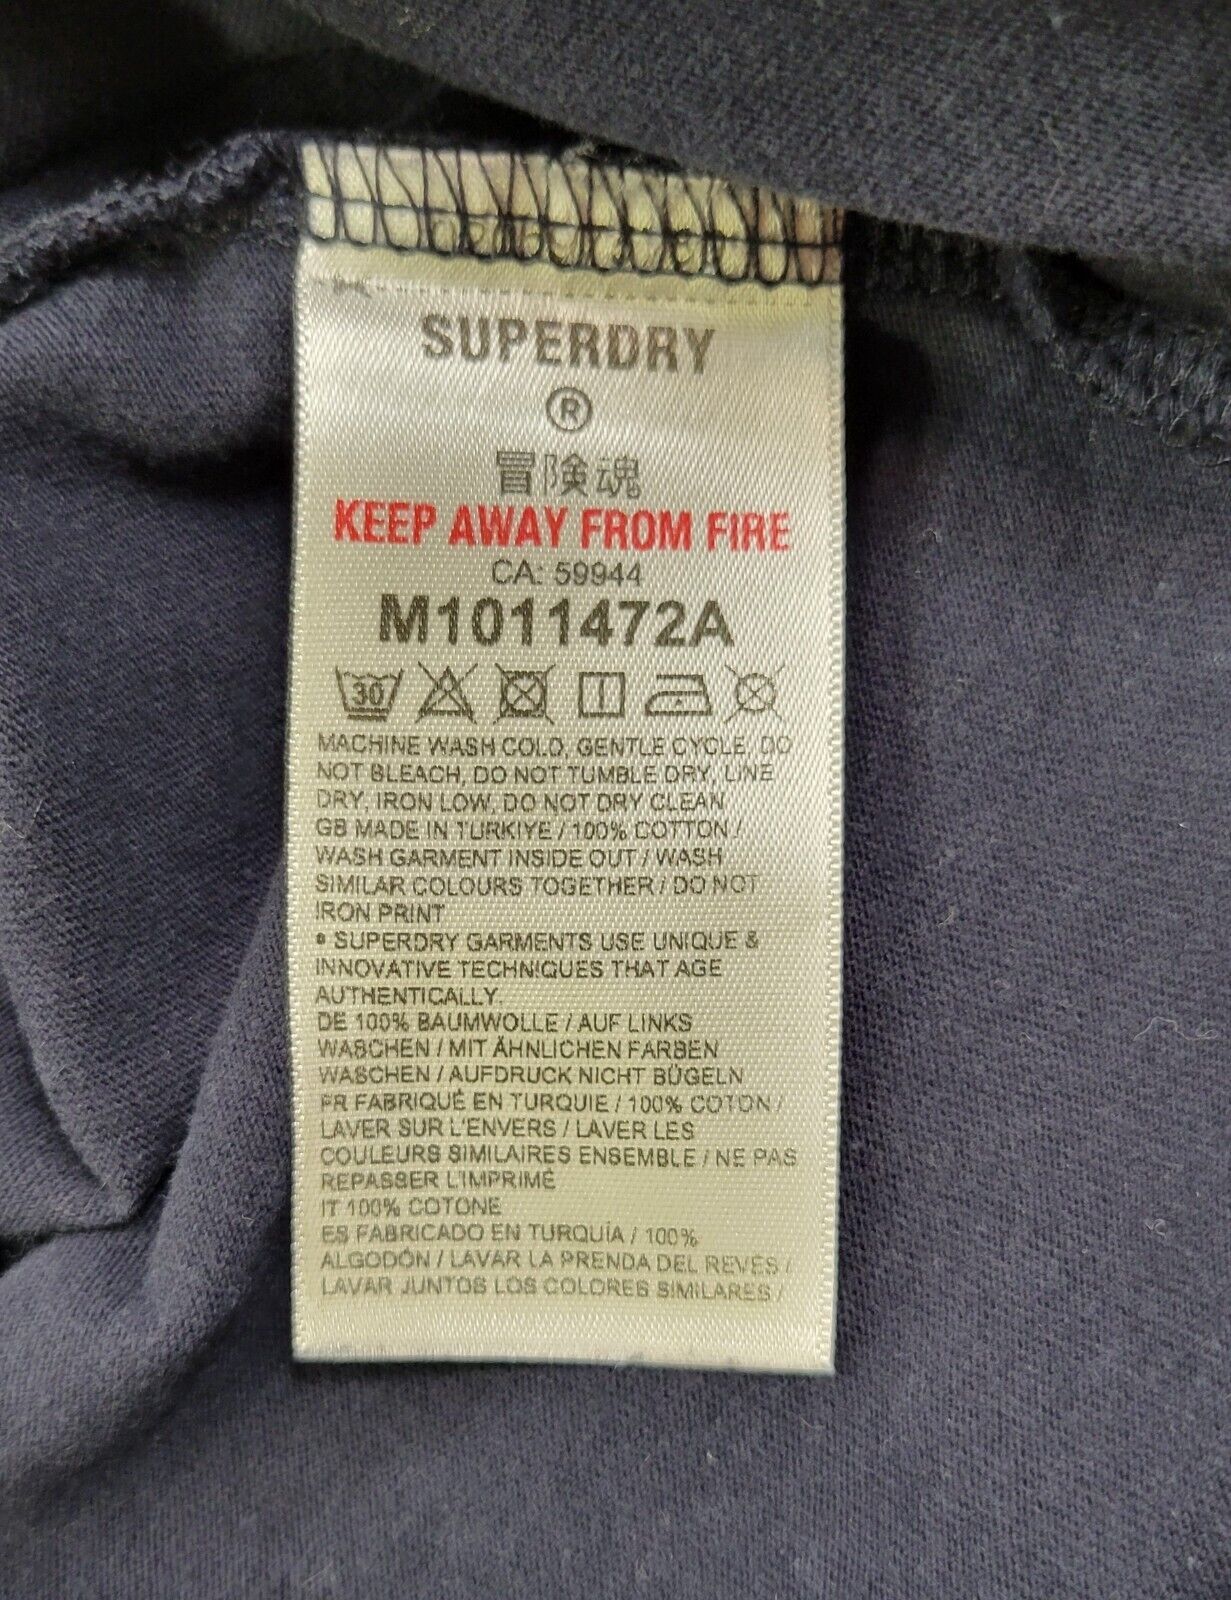 SUPERDRY
®
冒険魂
KEEP AWAY FROM FIRE
CA: 59944
M1011472A
30
MACHINE WASH COLD, GENTLE CYCLE, DO
NOT BLEACH, DO NOT TUMBLE DRY, LINE
DRY, IRON LOW, DO NOT DRY CLEAN
GB MADE IN TURKIYE / 100% COTTON /
WASH GARMENT INSIDE OUT / WASH
SIMILAR COLOURS TOGETHER / DO NOT
IRON PRINT
• SUPERDRY GARMENTS USE UNIQUE &
INNOVATIVE TECHNIQUES THAT AGE
AUTHENTICALLY.
DE 100% BAUMWOLLE / AUF LINKS
WASCHEN / MIT ÄHNLICHEN FARBEN
WASCHEN / AUFDRUCK NICHT BÜGELN
FR FABRIQUÉ EN TURQUIE / 100% COTON /
LAVER SUR L'ENVERS / LAVER LES
COULEURS SIMILAIRES ENSEMBLE / NE PAS
REPASSER L'IMPRIMÉ
IT 100% COTONE
ES FABRICADO EN TURQUÍA / 100%
ALGODÓN / LAVAR LA PRENDA DEL REVÉS /
LAVAR JUNTOS LOS COLORES SIMILARES /